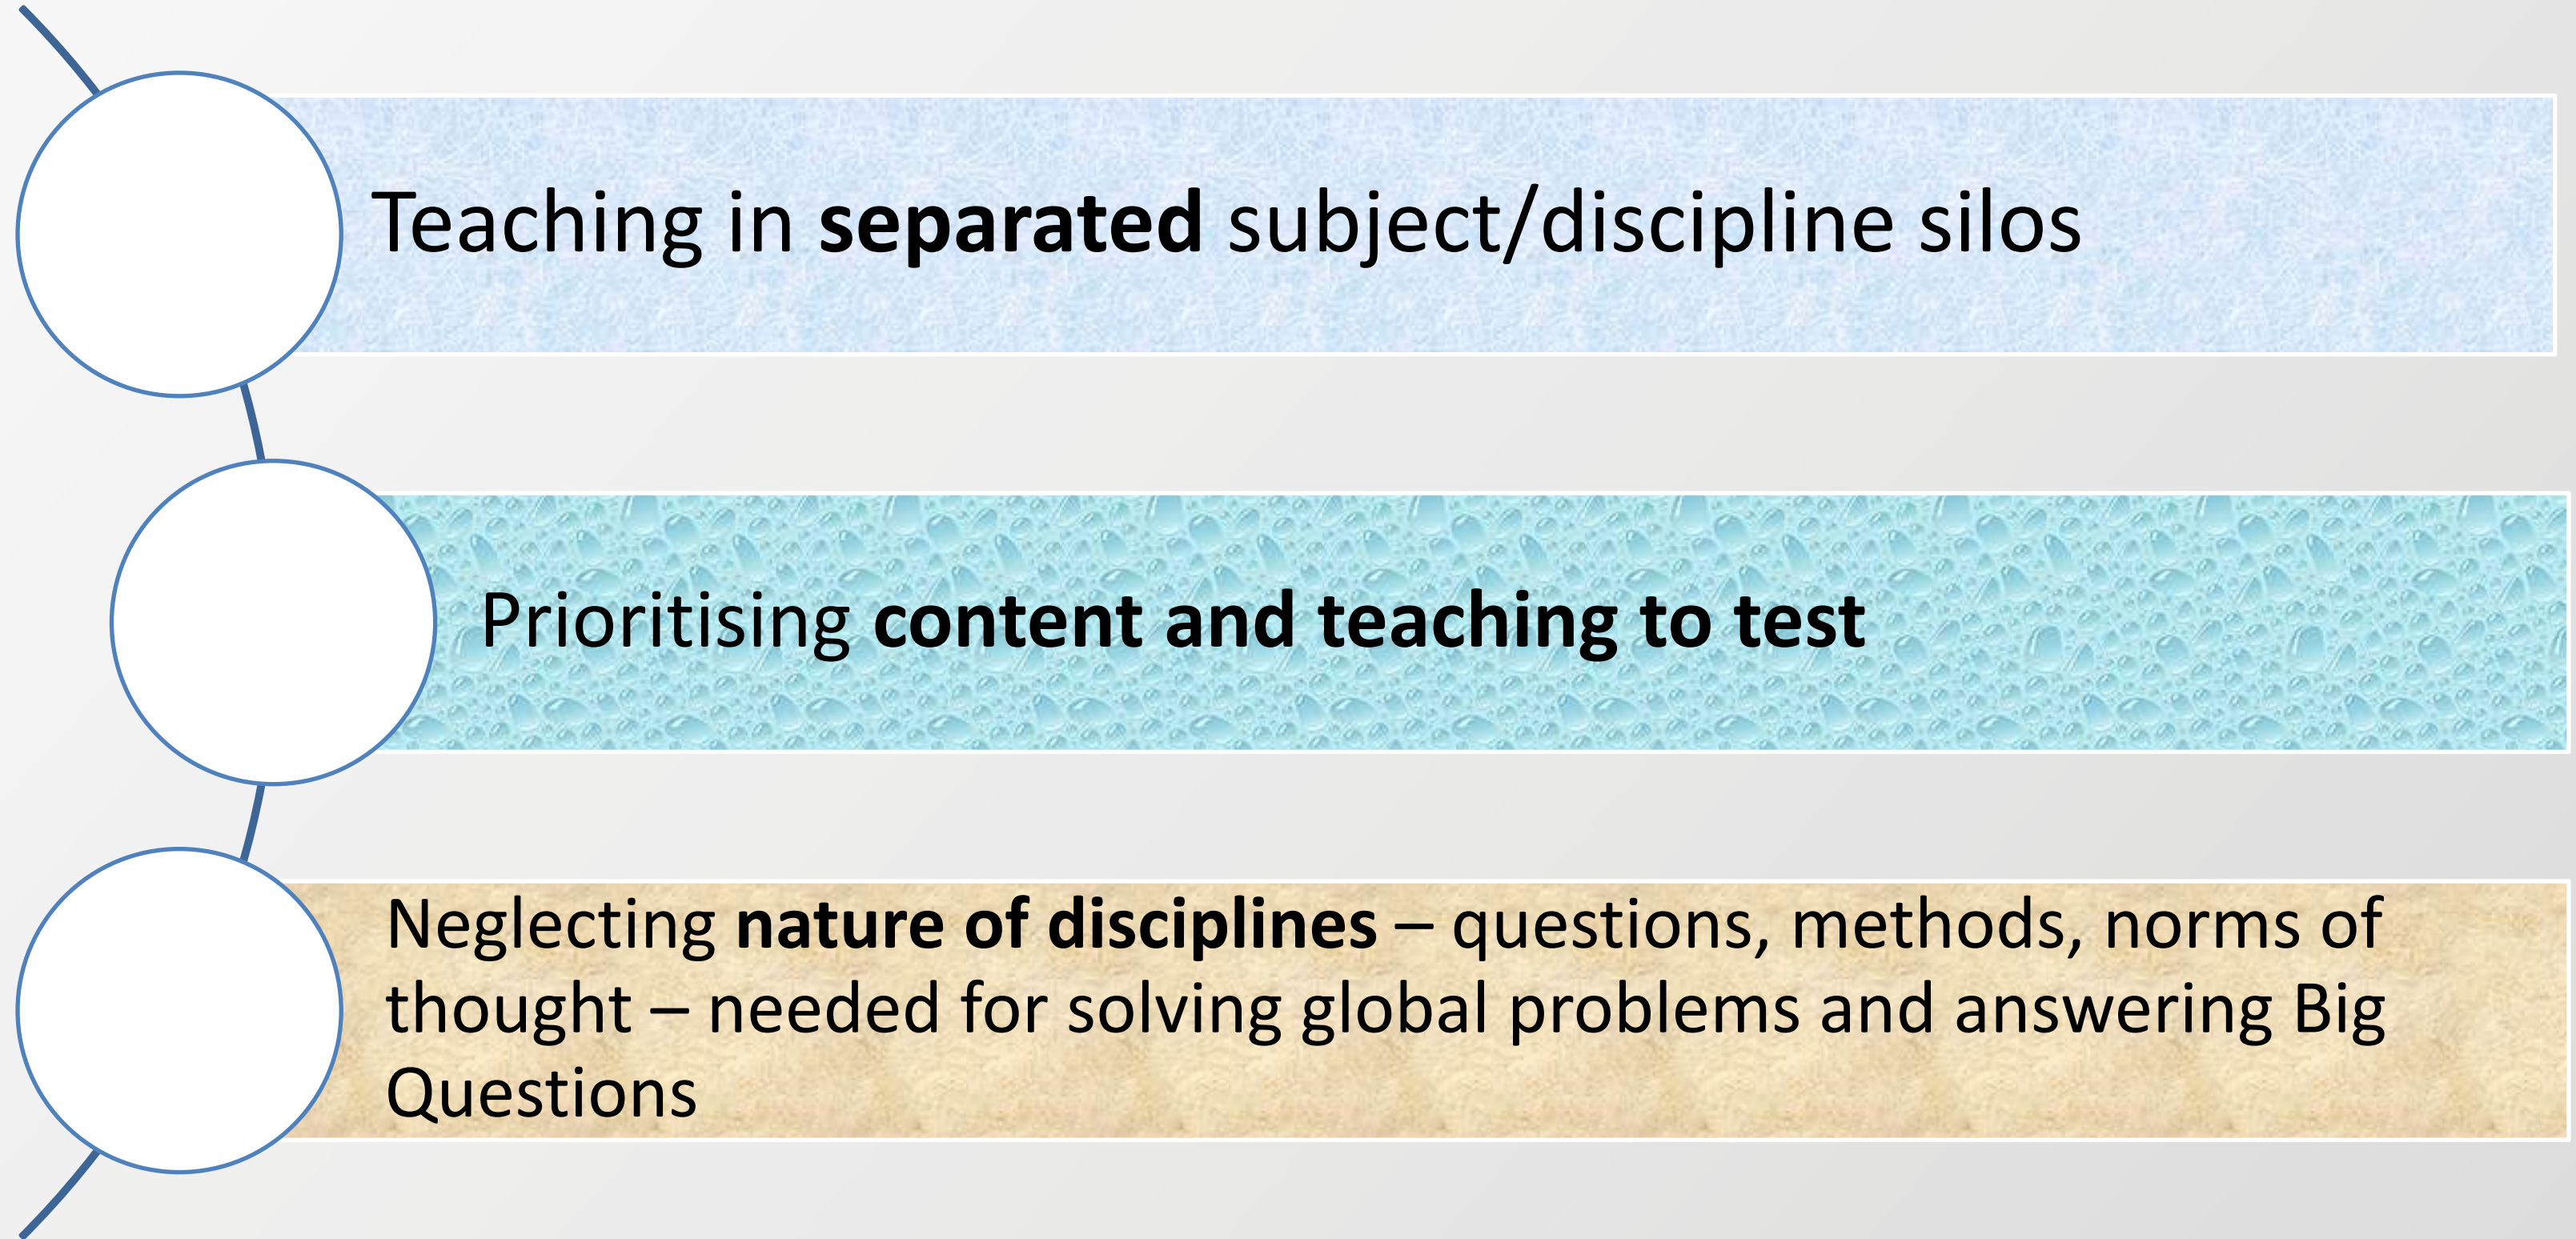 Teaching in separated subject/discipline silos
Prioritising content and teaching to test
Neglecting nature of disciplines – questions, methods, norms of
thought – needed for solving global problems and answering Big
Questions